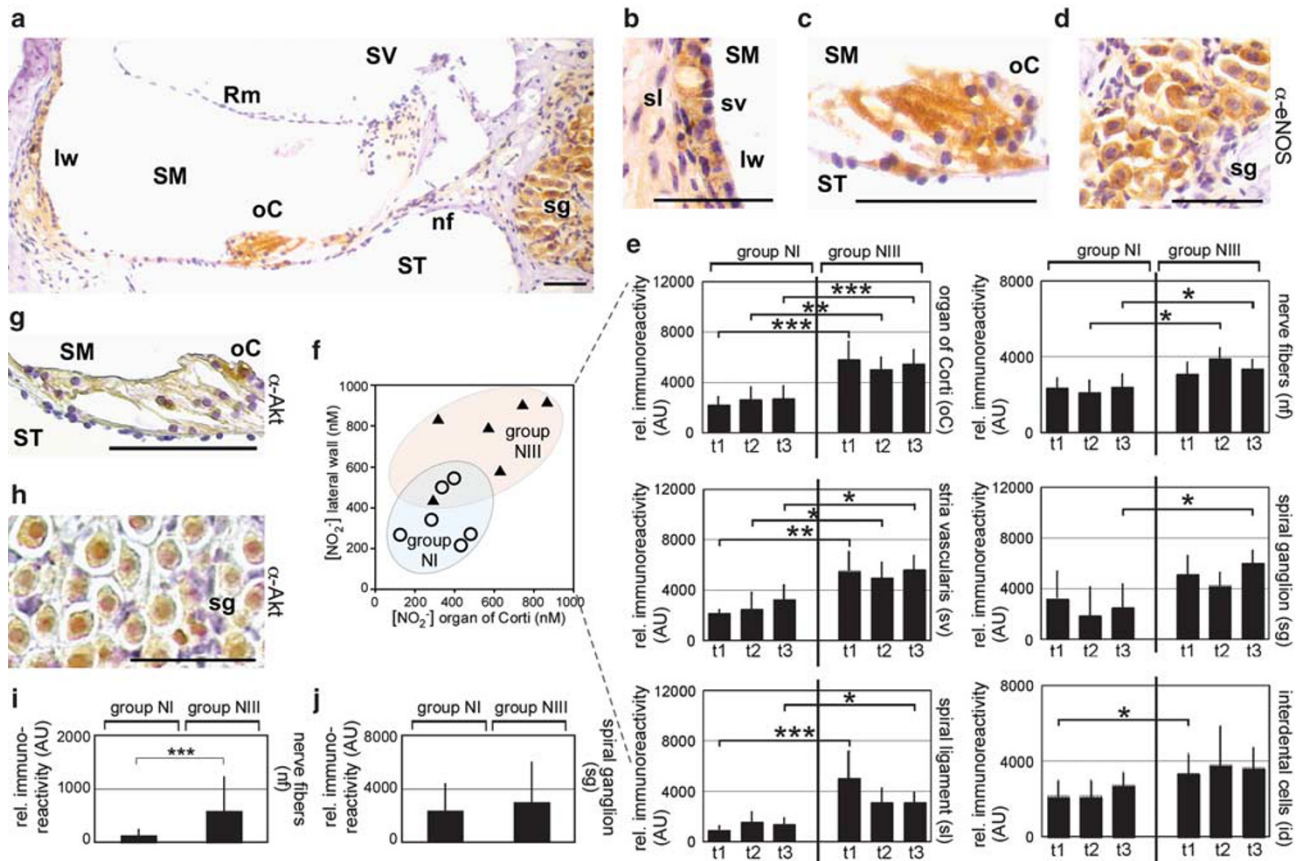 a
SV
Rm
lw
SM
oC
nf
sg
ST
b
SM
sl
sv
lw
c
SM
oC
ST
d
sg
α-eNOS
e
group NI
group NIII
12000
8000
4000
0
rel. immunoreactivity
(AU)
***
**
***
t1 t2 t3 t1 t2 t3
organ of Corti (oC)
group NI
group NIII
8000
4000
0
rel. immunoreactivity
(AU)
*
*
t1 t2 t3 t1 t2 t3
nerve fibers (nf)
12000
8000
4000
0
rel. immunoreactivity
(AU)
*
*
**
t1 t2 t3 t1 t2 t3
stria vascularis (sv)
12000
8000
4000
0
rel. immunoreactivity
(AU)
*
t1 t2 t3 t1 t2 t3
spiral ganglion (sg)
12000
8000
4000
0
rel. immunoreactivity
(AU)
*
***
t1 t2 t3 t1 t2 t3
spiral ligament (sl)
8000
4000
0
rel. immunoreactivity
(AU)
*
t1 t2 t3 t1 t2 t3
interdental cells (id)
f
1000
800
600
400
200
0
[NO₂⁻] lateral wall (nM)
group NIII
group NI
0 200 400 600 800 1000
[NO₂⁻] organ of Corti (nM)
g
SM
oC
ST
α-Akt
h
sg
α-Akt
i
group NI
group NIII
2000
1000
0
rel. immuno-
reactivity (AU)
***
nerve fibers
(nf)
j
group NI
group NIII
8000
4000
0
rel. immuno-
reactivity (AU)
spiral ganglion
(sg)